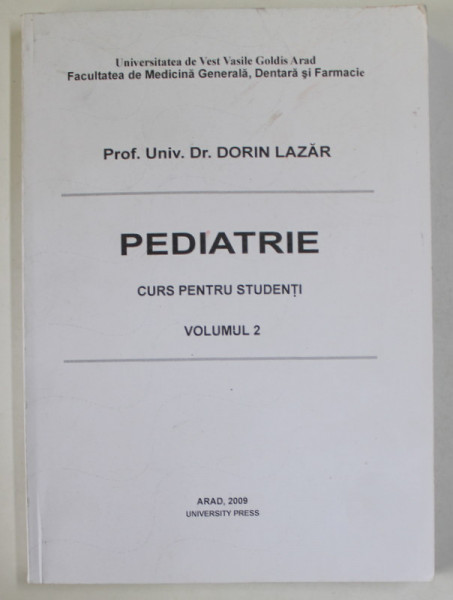 Universitatea de Vest Vasile Goldis Arad
Facultatea de Medicină Generală, Dentară și Farmacie
Prof. Univ. Dr. DORIN LAZĂR
PEDIATRIE
CURS PENTRU STUDENȚI
VOLUMUL 2
ARAD, 2009
UNIVERSITY PRESS